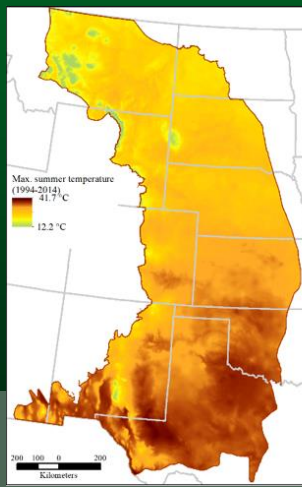 Max. summer temperature
(1994-2014)
41.7 °C
12.2 °C
200 100 0 200
Kilometers